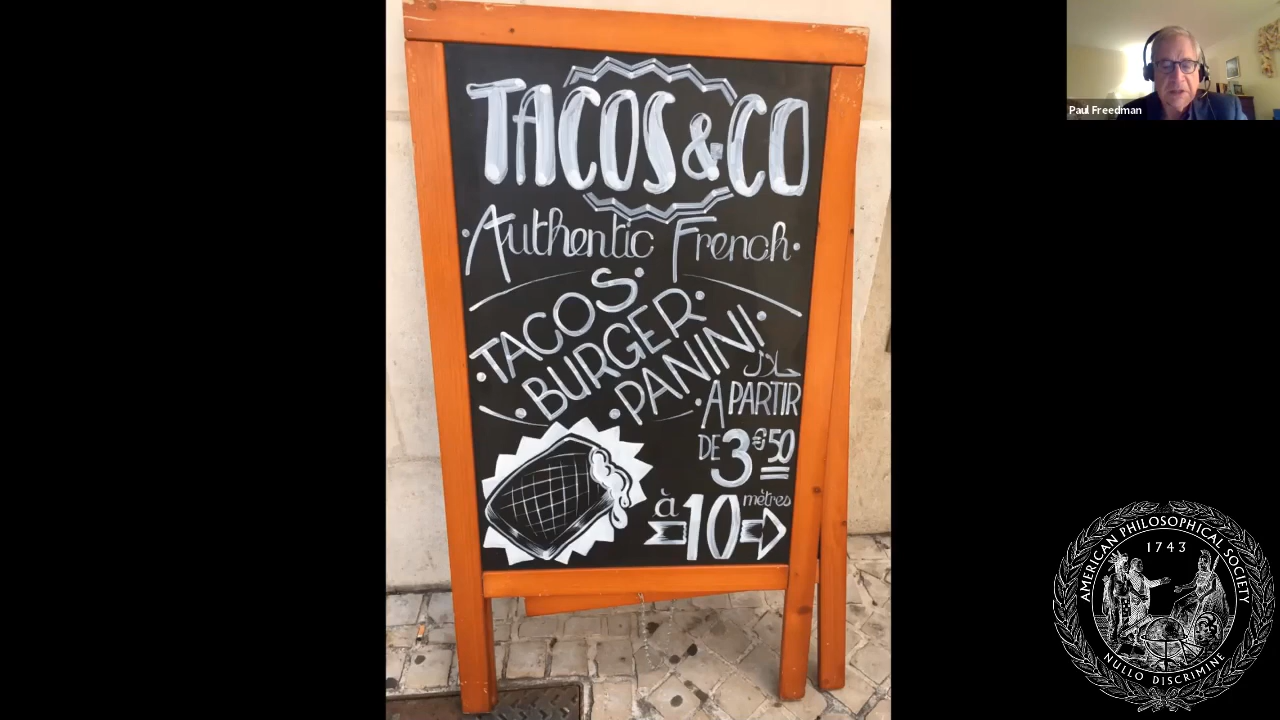 TACOS & CO
·Authentic French·
TACOS·
·BURGER·
·PANINI·
حلال
·A PARTIR
DE 3€50
à 10 mètres
Paul Freedman
AMERICAN PHILOSOPHICAL SOCIETY
1743
NULLO DISCRIMINE